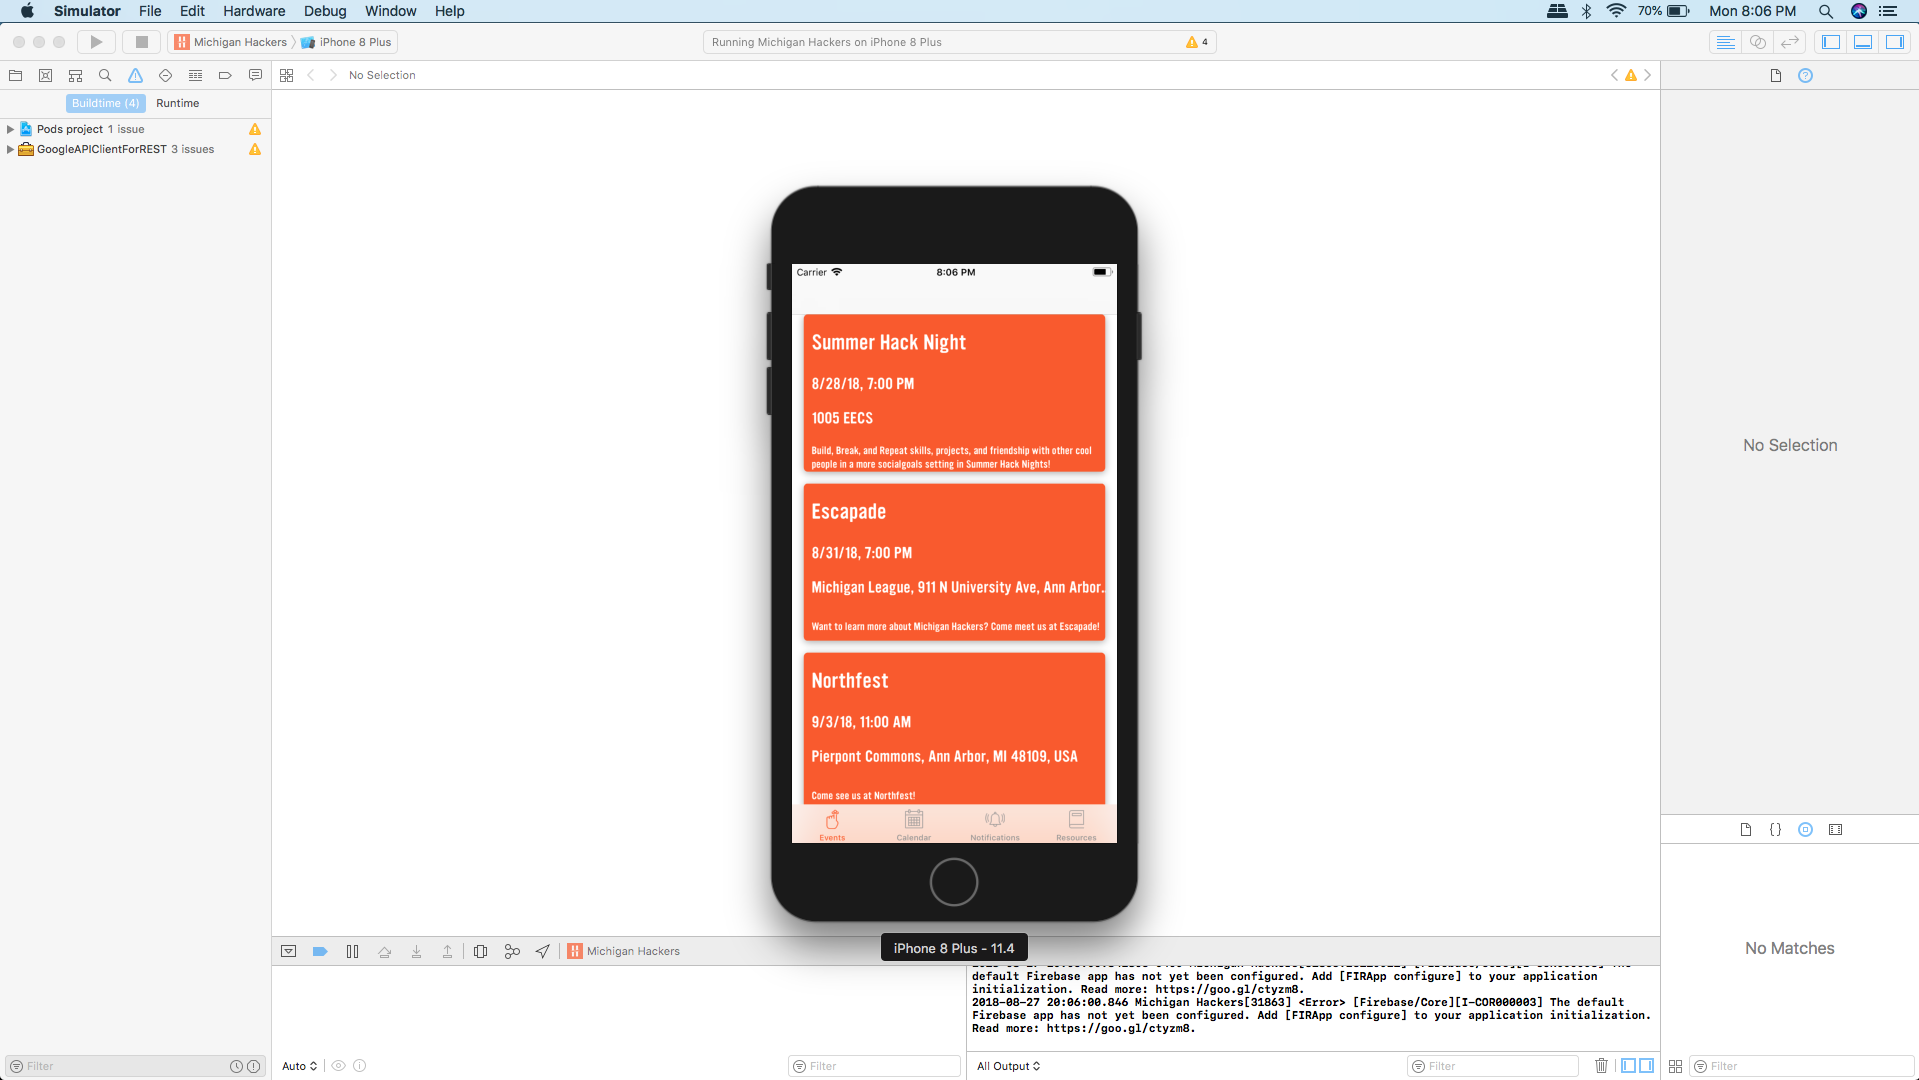 Simulator File Edit Hardware Debug Window Help
70% Mon 8:06 PM
Michigan Hackers iPhone 8 Plus
Running Michigan Hackers on iPhone 8 Plus
4
No Selection
Buildtime (4) Runtime
Pods project 1 issue
GoogleAPIClientForREST 3 issues
Carrier 8:06 PM
Summer Hack Night
8/28/18, 7:00 PM
1005 EECS
Build, Break, and Repeat skills, projects, and friendship with other cool
people in a more socialgoals setting in Summer Hack Nights!
Escapade
8/31/18, 7:00 PM
Michigan League, 911 N University Ave, Ann Arbor.
Want to learn more about Michigan Hackers? Come meet us at Escapade!
Northfest
9/3/18, 11:00 AM
Pierpont Commons, Ann Arbor, MI 48109, USA
Come see us at Northfest!
Events Calendar Notifications Resources
No Selection
iPhone 8 Plus - 11.4
Michigan Hackers
No Matches
default Firebase app has not yet been configured. Add [FIRApp configure] to your application
initialization. Read more: https://goo.gl/ctyzm8.
2018-08-27 20:06:00.846 Michigan Hackers[31863] <Error> [Firebase/Core][I-COR000003] The default
Firebase app has not yet been configured. Add [FIRApp configure] to your application initialization.
Read more: https://goo.gl/ctyzm8.
Filter
Auto
Filter
All Output
Filter
Filter